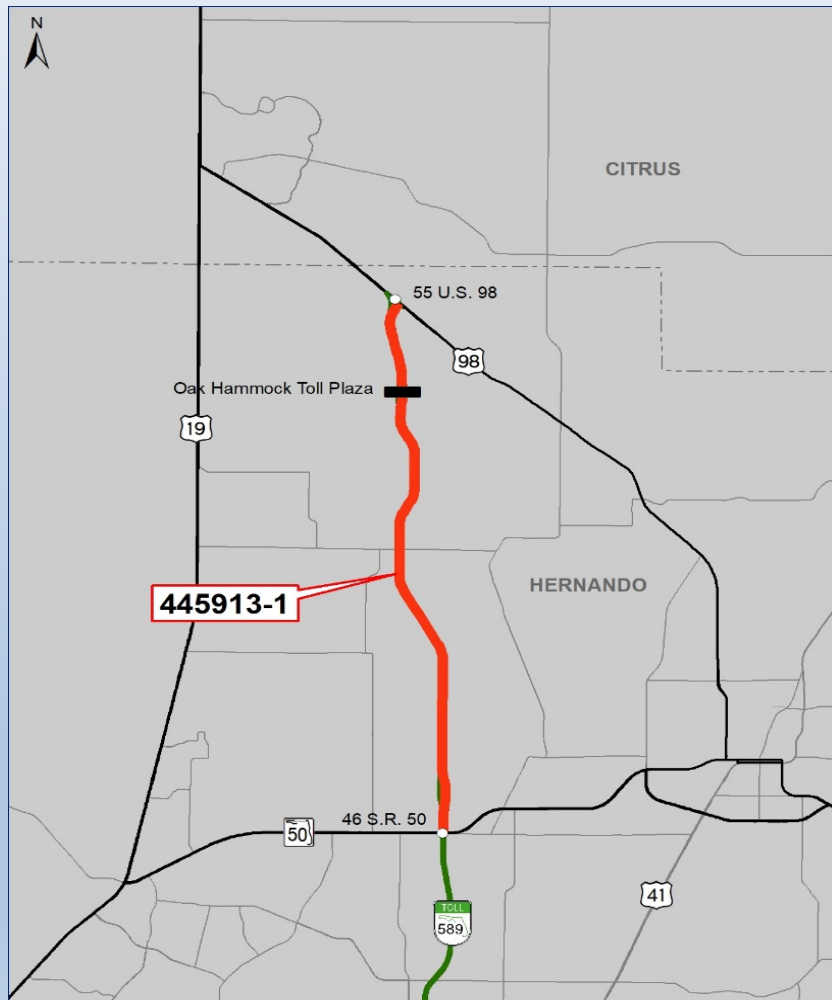 N
CITRUS
55 U.S. 98
98
Oak Hammock Toll Plaza
19
HERNANDO
445913-1
46 S.R. 50
50
41
TOLL
589